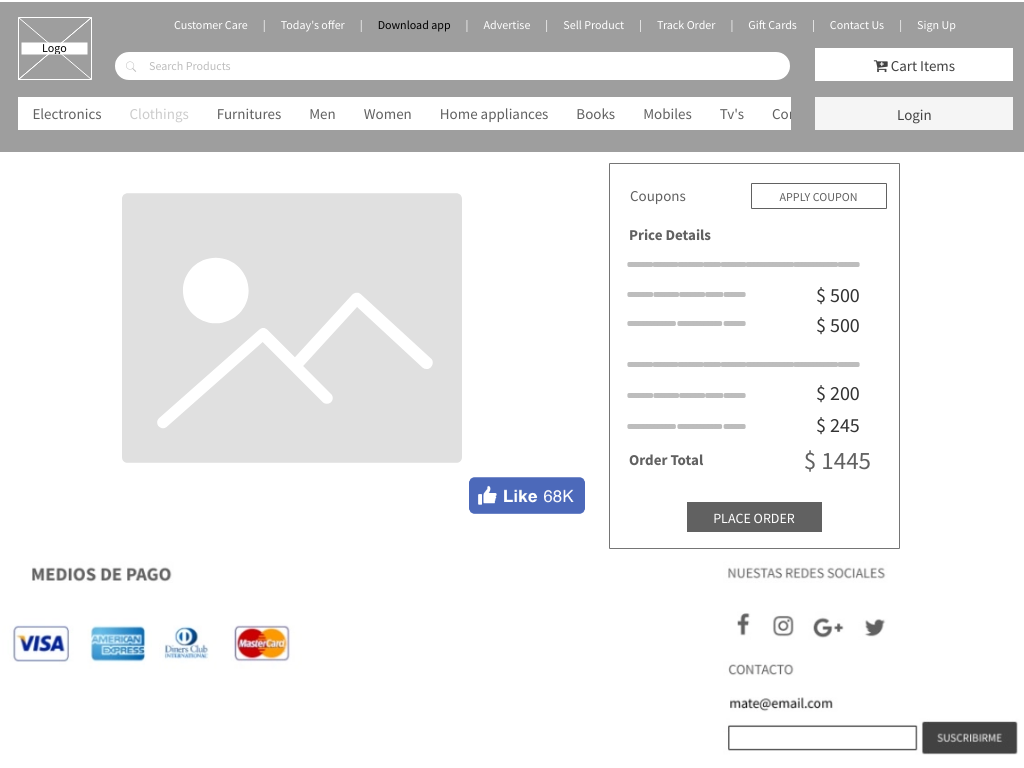 Customer Care | Today's offer | Download app | Advertise | Sell Product | Track Order | Gift Cards | Contact Us | Sign Up
Logo
Search Products
Cart Items
Electronics Clothings Furnitures Men Women Home appliances Books Mobiles Tv's Co
Login
Coupons APPLY COUPON
Price Details
$ 500
$ 500
$ 200
$ 245
Order Total $ 1445
Like 68K
PLACE ORDER
MEDIOS DE PAGO
VISA
AMERICAN EXPRESS
Diners Club
INTERNATIONAL
MasterCard
NUESTAS REDES SOCIALES
CONTACTO
mate@email.com
SUSCRIBIRME